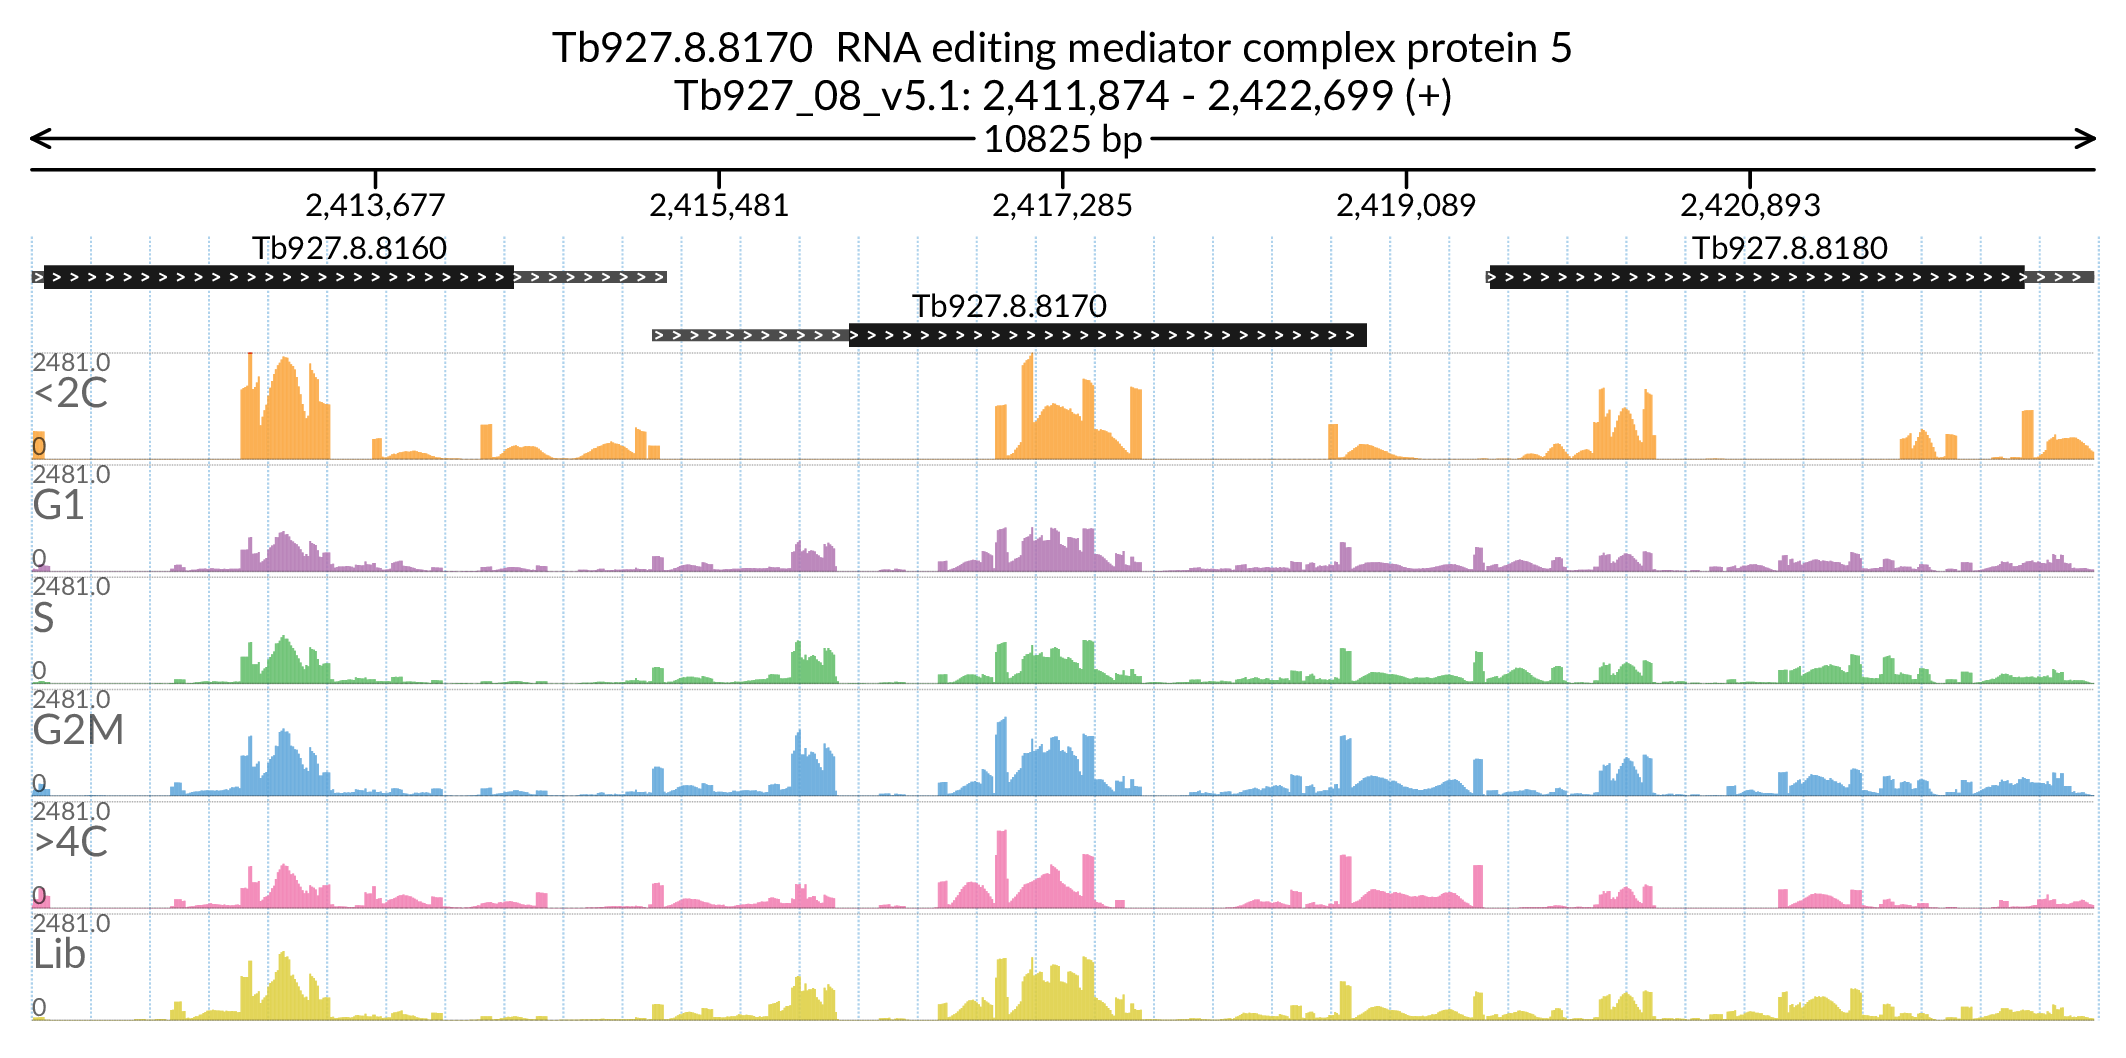 Tb927.8.8170  RNA editing mediator complex protein 5
Tb927_08_v5.1: 2,411,874 - 2,422,699 (+)
10825 bp
2,413,677 2,415,481 2,417,285 2,419,089 2,420,893
Tb927.8.8160 Tb927.8.8180
Tb927.8.8170
2481.0
<2C
0
2481.0
G1
0
2481.0
S
0
2481.0
G2M
0
2481.0
>4C
0
2481.0
Lib
0